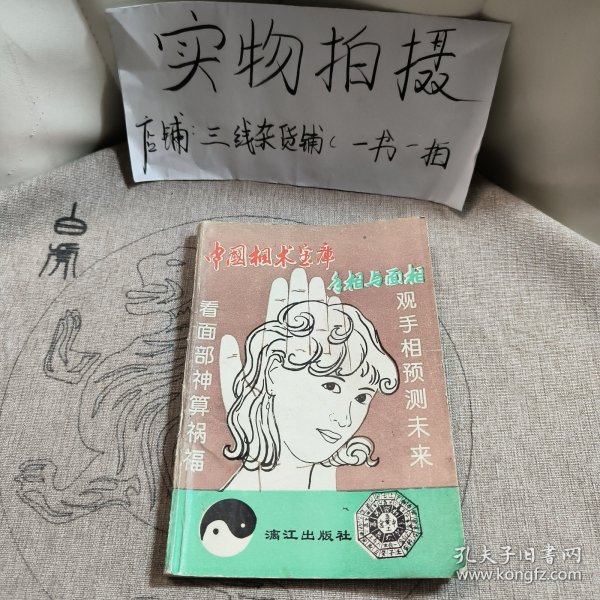 实物拍摄
店铺：三线杂货铺（一书一拍
白虎
中國相术宝庫
手相与面相
观手相预测未来
看面部神算祸福
漓江出版社
孔夫子旧书网
www.kongfz.com